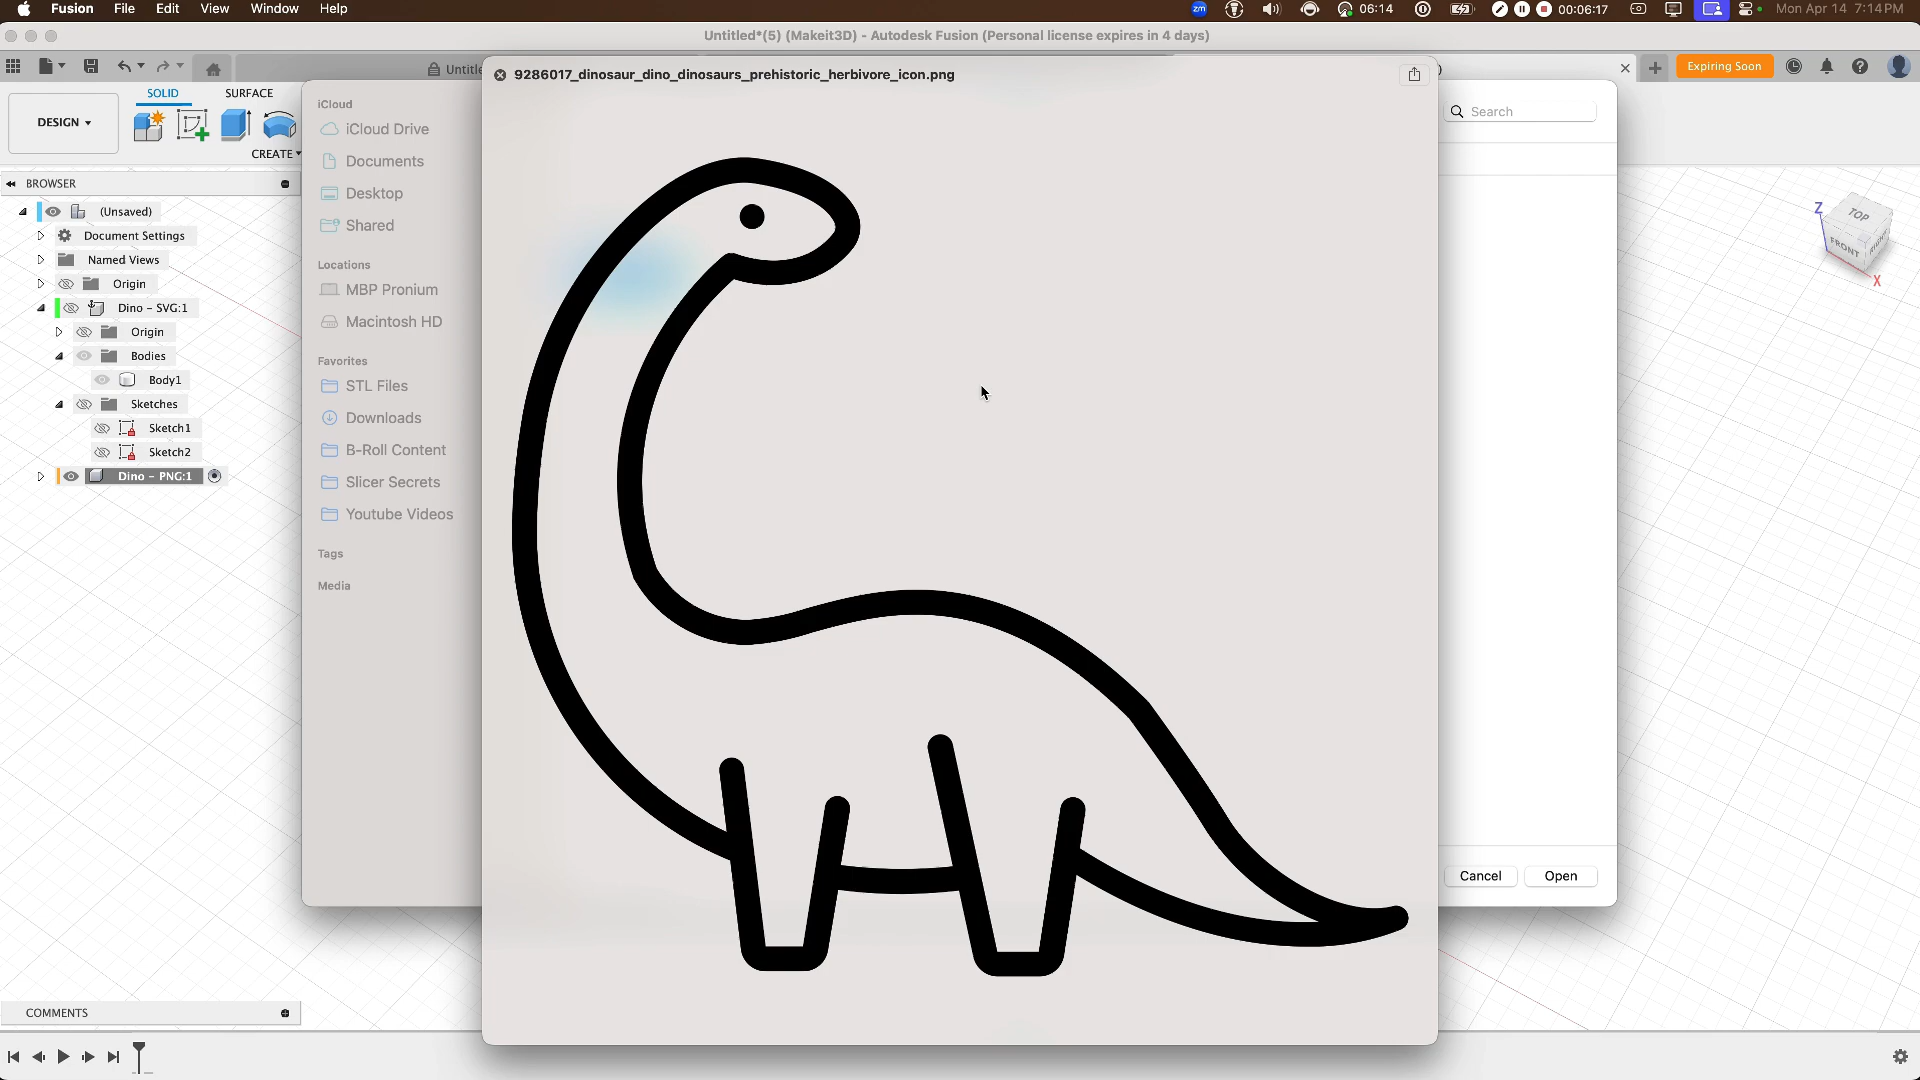 Fusion File Edit View Window Help zm 06:14 00:06:17 Mon Apr 14 7:14 PM
Untitled*(5) (Makeit3D) - Autodesk Fusion (Personal license expires in 4 days)
Expiring Soon
9286017_dinosaur_dino_dinosaurs_prehistoric_herbivore_icon.png
SOLID SURFACE
DESIGN
CREATE
BROWSER
(Unsaved)
Document Settings
Named Views
Origin
Dino - SVG:1
Origin
Bodies
Body1
Sketches
Sketch1
Sketch2
Dino - PNG:1
iCloud
iCloud Drive
Documents
Desktop
Shared
Locations
MBP Pronium
Macintosh HD
Favorites
STL Files
Downloads
B-Roll Content
Slicer Secrets
Youtube Videos
Tags
Media
Search
Cancel Open
Z
TOP
FRONT RIGHT
X
COMMENTS